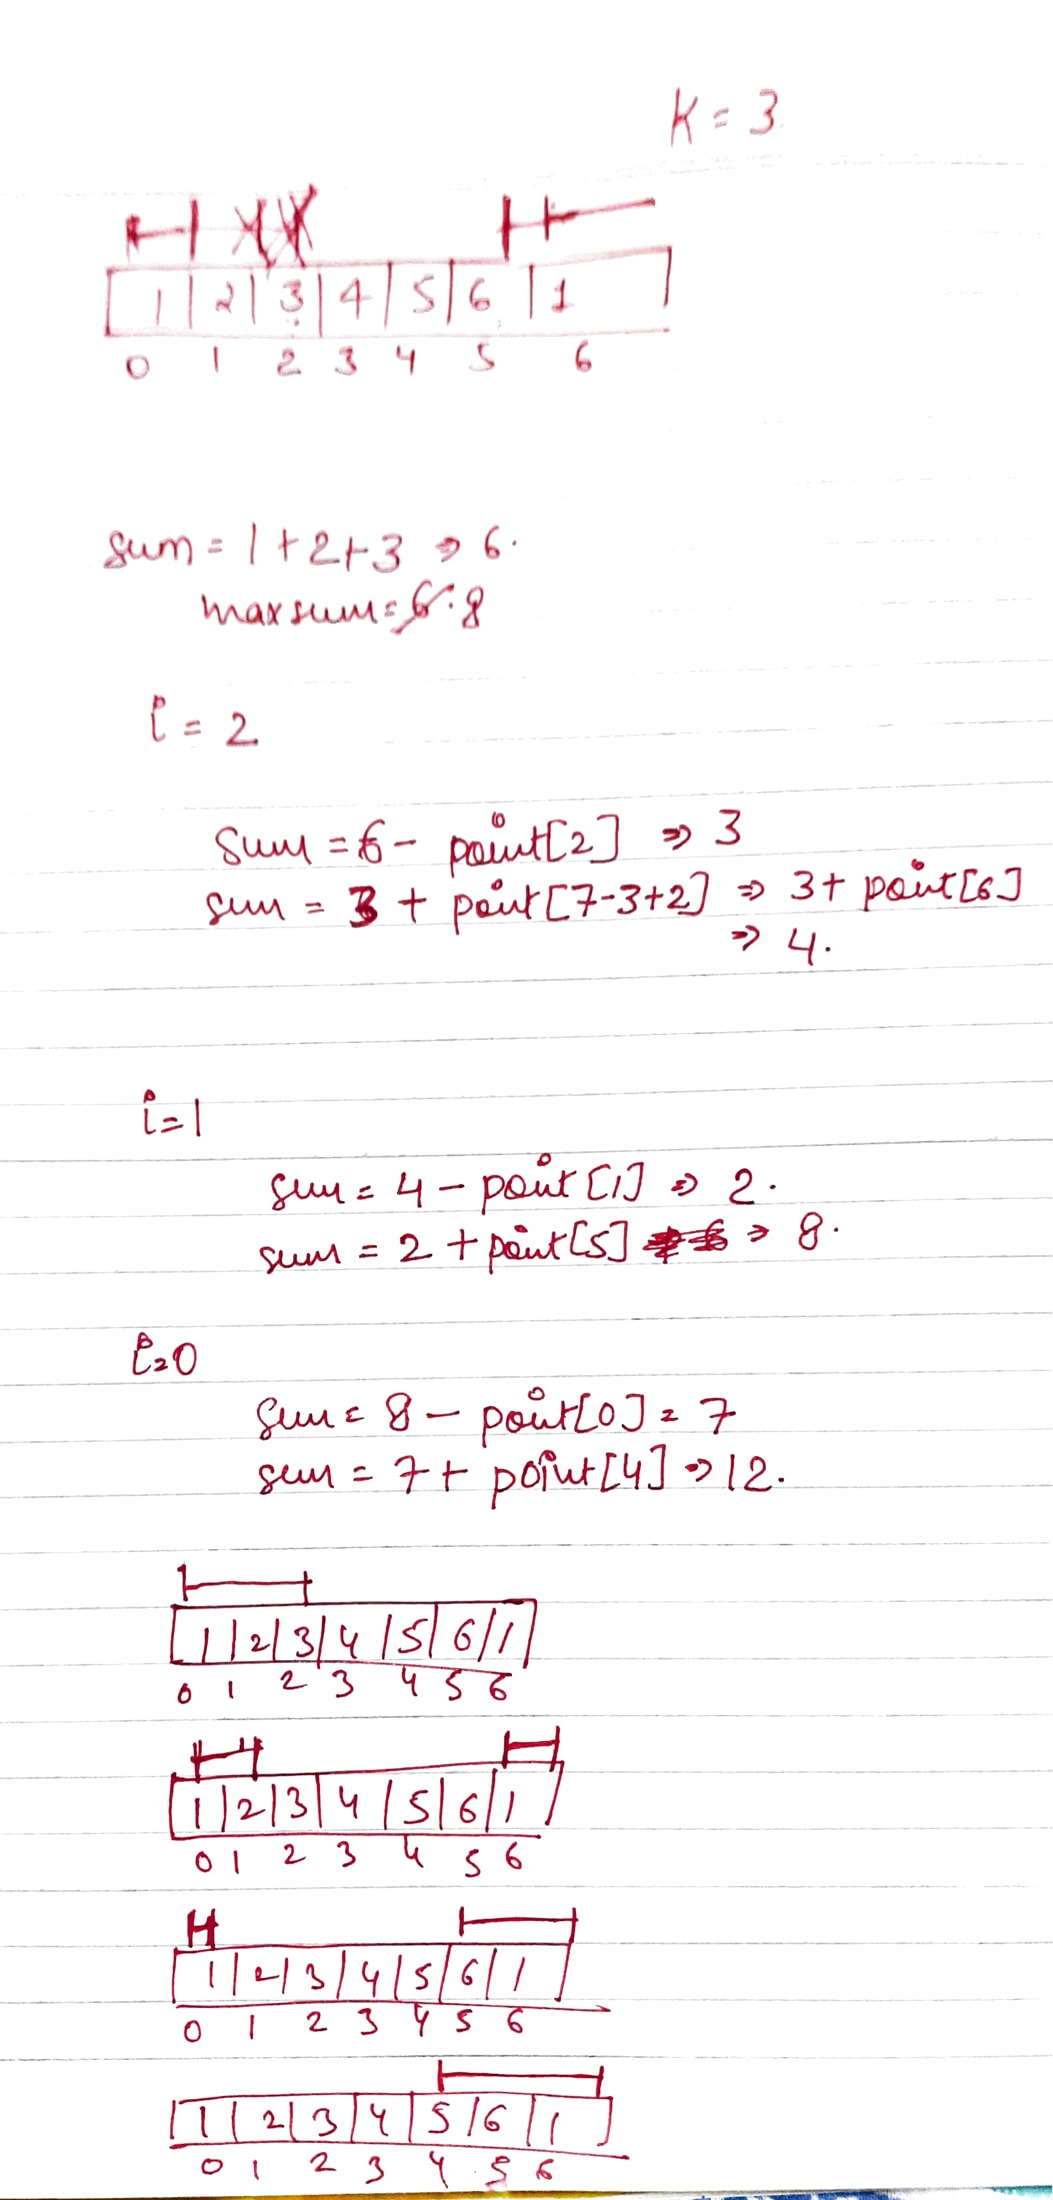 K = 3
1 | 2 | 3 | 4 | 5 | 6 | 1
0 1 2 3 4 5 6
sum = 1 + 2 + 3 ⇒ 6.
max sum = 6. 8
i = 2
Sum = 6 - point[2] ⇒ 3
sum = 3 + point[7-3+2] ⇒ 3 + point[6]
⇒ 4.
i = 1
sum = 4 - point[1] ⇒ 2.
sum = 2 + point[5] ⇒ 8.
i = 0
sum = 8 - point[0] = 7
sum = 7 + point[4] ⇒ 12.
1 | 2 | 3 | 4 | 5 | 6 | 1
0 1 2 3 4 5 6
1 | 2 | 3 | 4 | 5 | 6 | 1
0 1 2 3 4 5 6
1 | 2 | 3 | 4 | 5 | 6 | 1
0 1 2 3 4 5 6
1 | 2 | 3 | 4 | 5 | 6 | 1
0 1 2 3 4 5 6